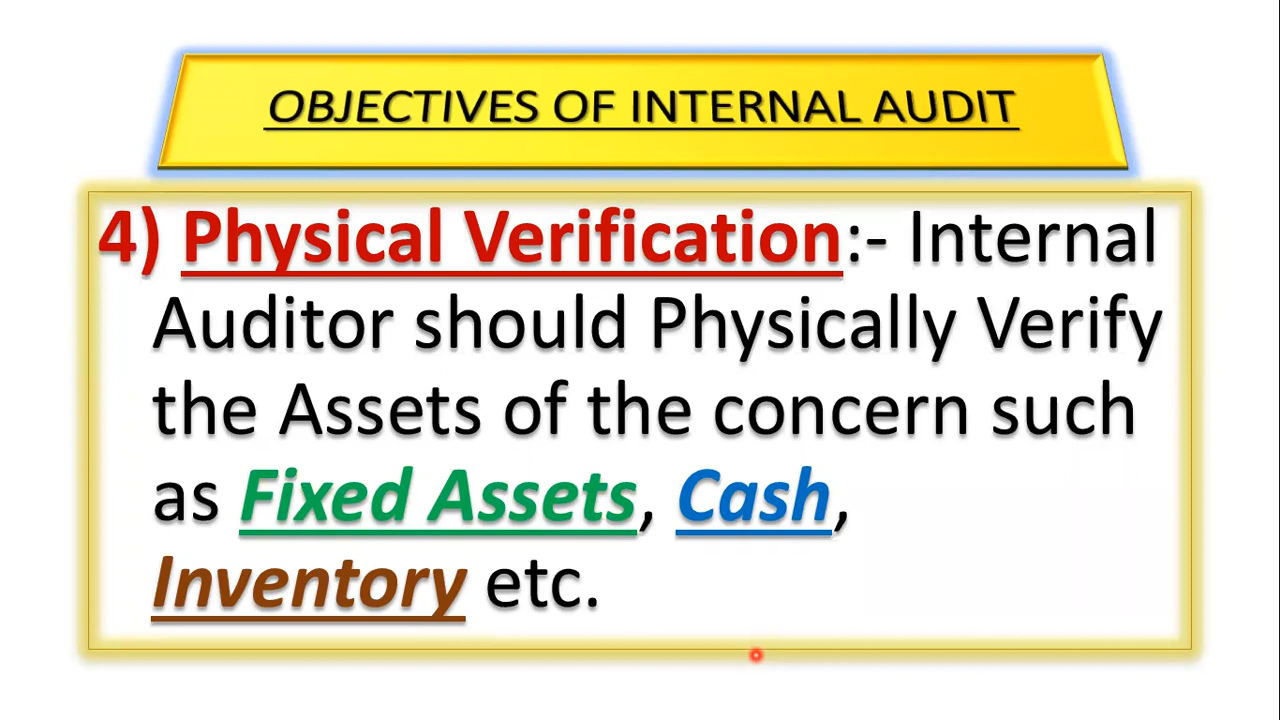 OBJECTIVES OF INTERNAL AUDIT
4) Physical Verification:- Internal
Auditor should Physically Verify
the Assets of the concern such
as Fixed Assets, Cash,
Inventory etc.